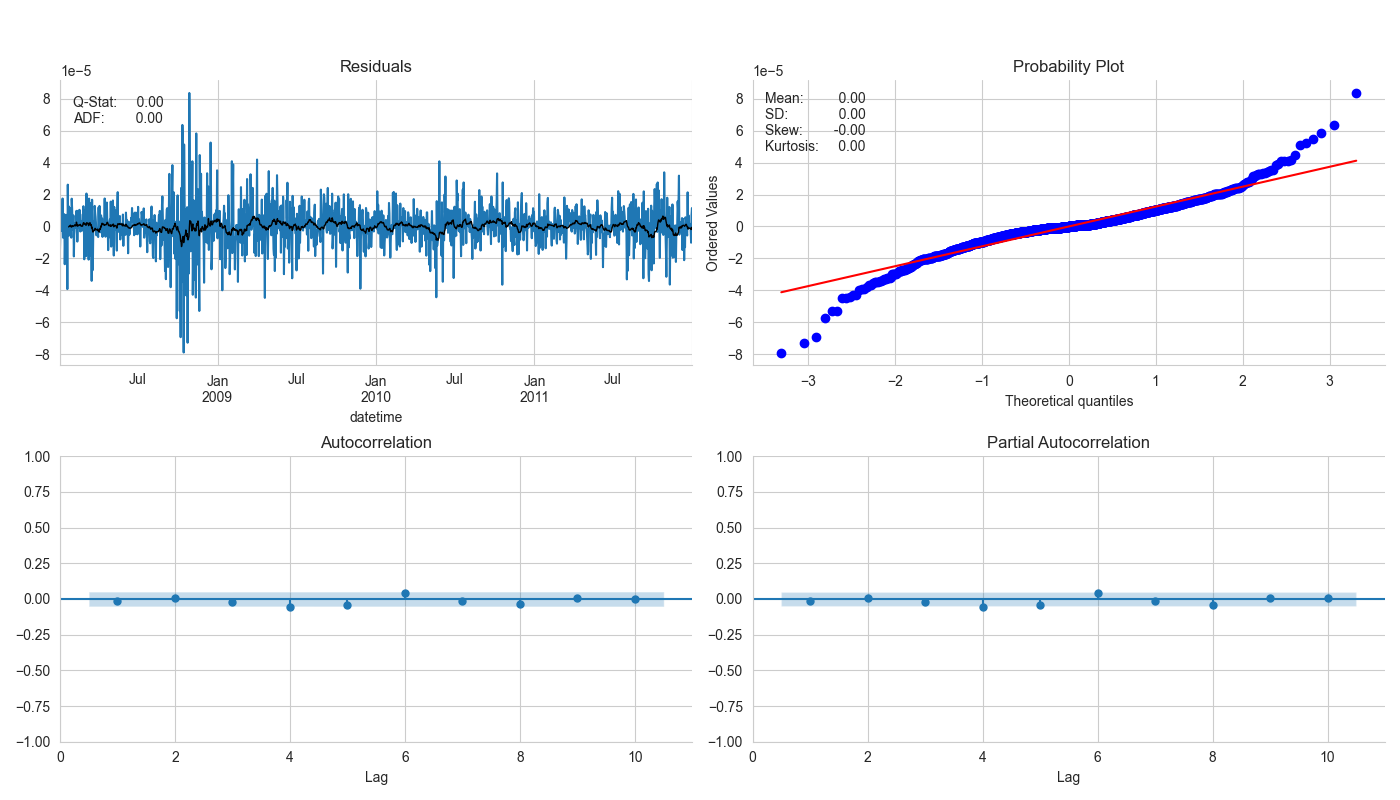 Residuals
1e−5
Q-Stat: 0.00
ADF: 0.00
8
6
4
2
0
−2
−4
−6
−8
Jul
Jan
2009
Jul
Jan
2010
Jul
Jan
2011
Jul
datetime
Probability Plot
1e−5
Mean: 0.00
SD: 0.00
Skew: -0.00
Kurtosis: 0.00
Ordered Values
8
6
4
2
0
−2
−4
−6
−8
−3 −2 −1 0 1 2 3
Theoretical quantiles
Autocorrelation
1.00
0.75
0.50
0.25
0.00
−0.25
−0.50
−0.75
−1.00
0 2 4 6 8 10
Lag
Partial Autocorrelation
1.00
0.75
0.50
0.25
0.00
−0.25
−0.50
−0.75
−1.00
0 2 4 6 8 10
Lag